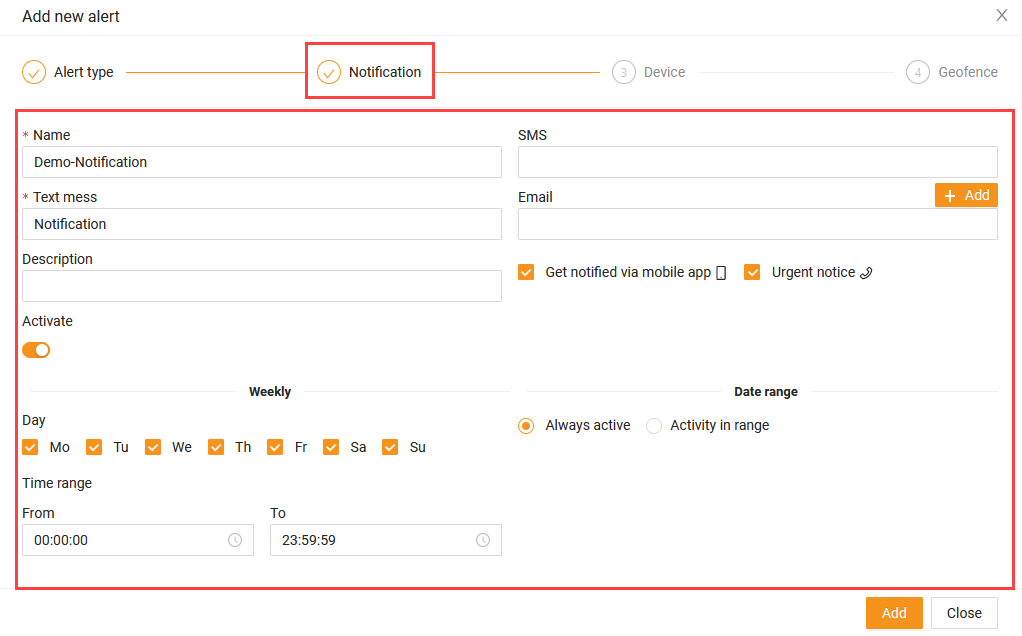 Add new alert
Alert type
Notification
3 Device
4 Geofence
* Name
Demo-Notification
* Text mess
Notification
Description
Activate
SMS
Email
+ Add
Get notified via mobile app
Urgent notice
Weekly
Day
Mo Tu We Th Fr Sa Su
Time range
From
00:00:00
To
23:59:59
Date range
Always active
Activity in range
Add
Close